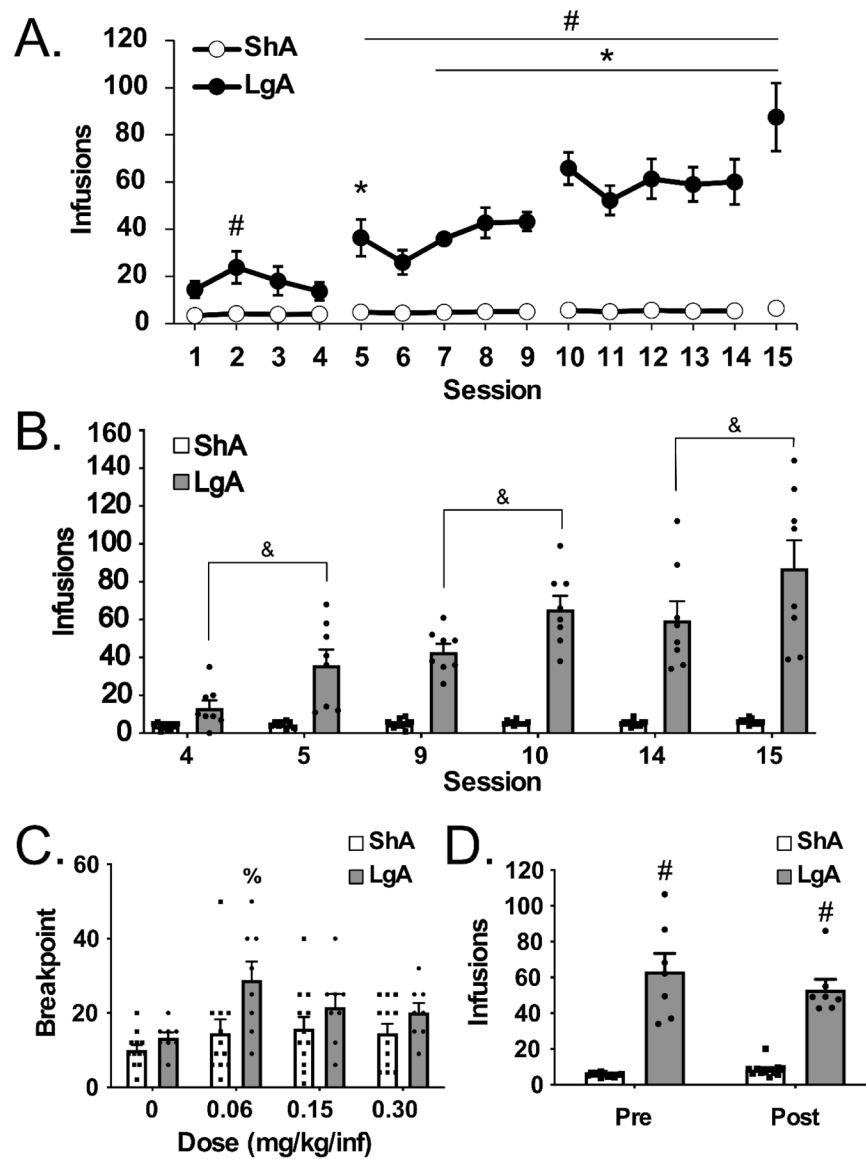 A.
ShA
LgA
#
*
#
*
Infusions
120
100
80
60
40
20
0
1 2 3 4 5 6 7 8 9 10 11 12 13 14 15
Session
B.
ShA
LgA
&
&
&
Infusions
160
140
120
100
80
60
40
20
0
4 5 9 10 14 15
Session
C.
ShA
LgA
%
Breakpoint
60
40
20
0
0 0.06 0.15 0.30
Dose (mg/kg/inf)
D.
ShA
LgA
#
#
Infusions
120
100
80
60
40
20
0
Pre Post